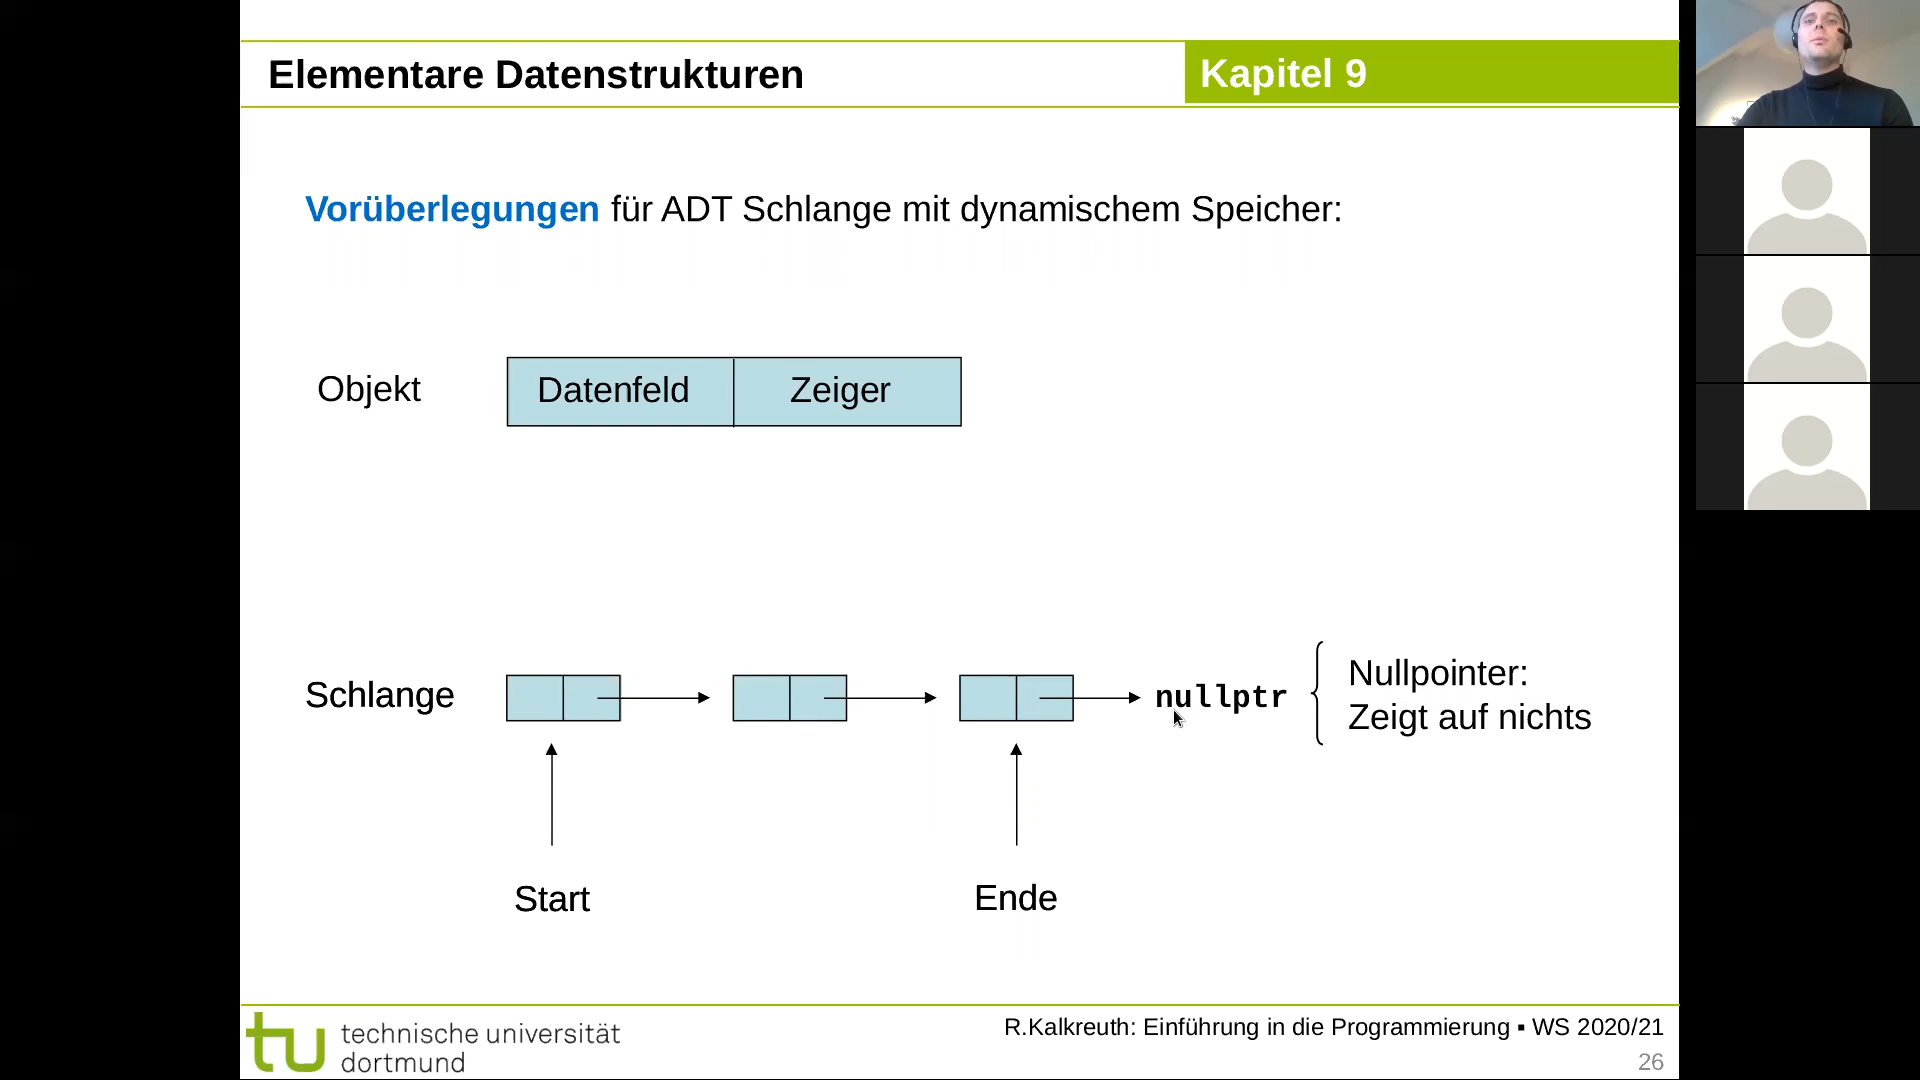 Elementare Datenstrukturen
Kapitel 9
Vorüberlegungen für ADT Schlange mit dynamischem Speicher:
Objekt
Datenfeld
Zeiger
Schlange
nullptr
Nullpointer:
Zeigt auf nichts
Start
Ende
technische universität
dortmund
R.Kalkreuth: Einführung in die Programmierung ▪ WS 2020/21
26